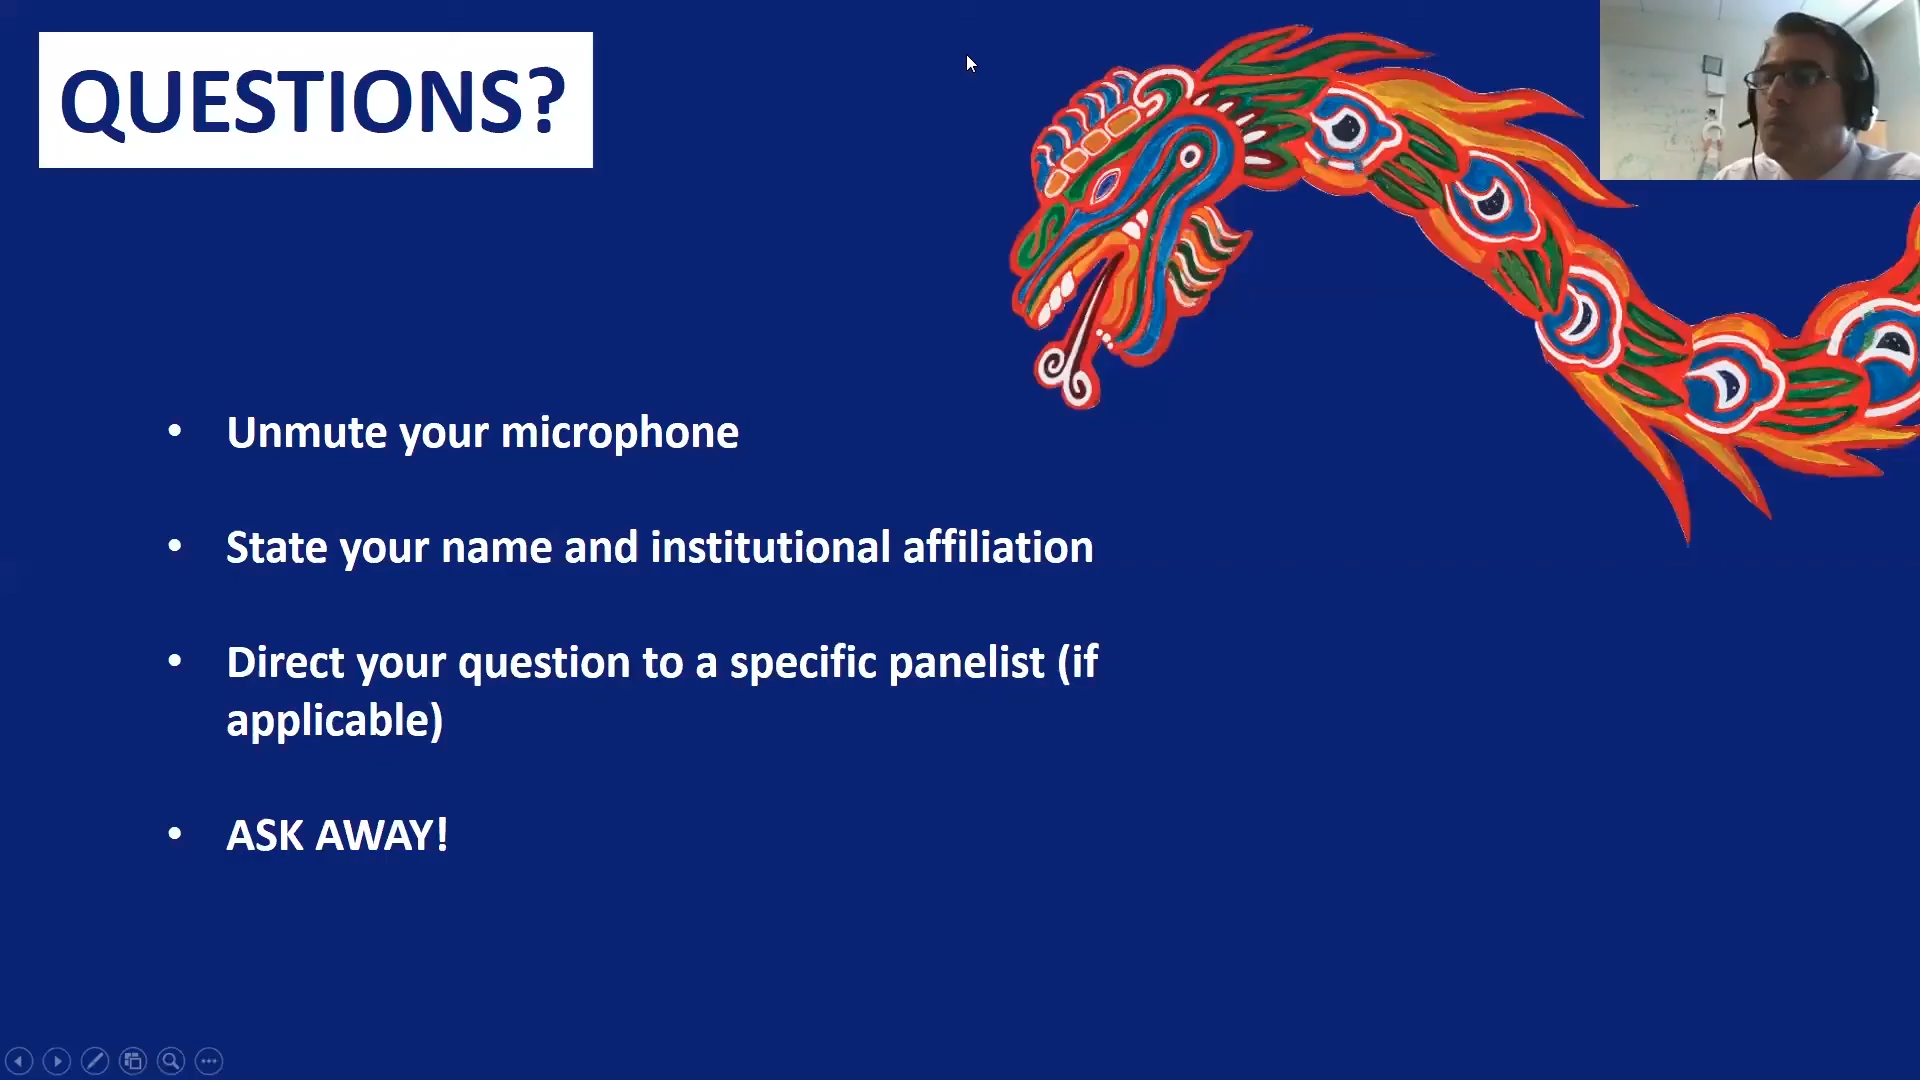 QUESTIONS?
• Unmute your microphone
• State your name and institutional affiliation
• Direct your question to a specific panelist (if
applicable)
• ASK AWAY!